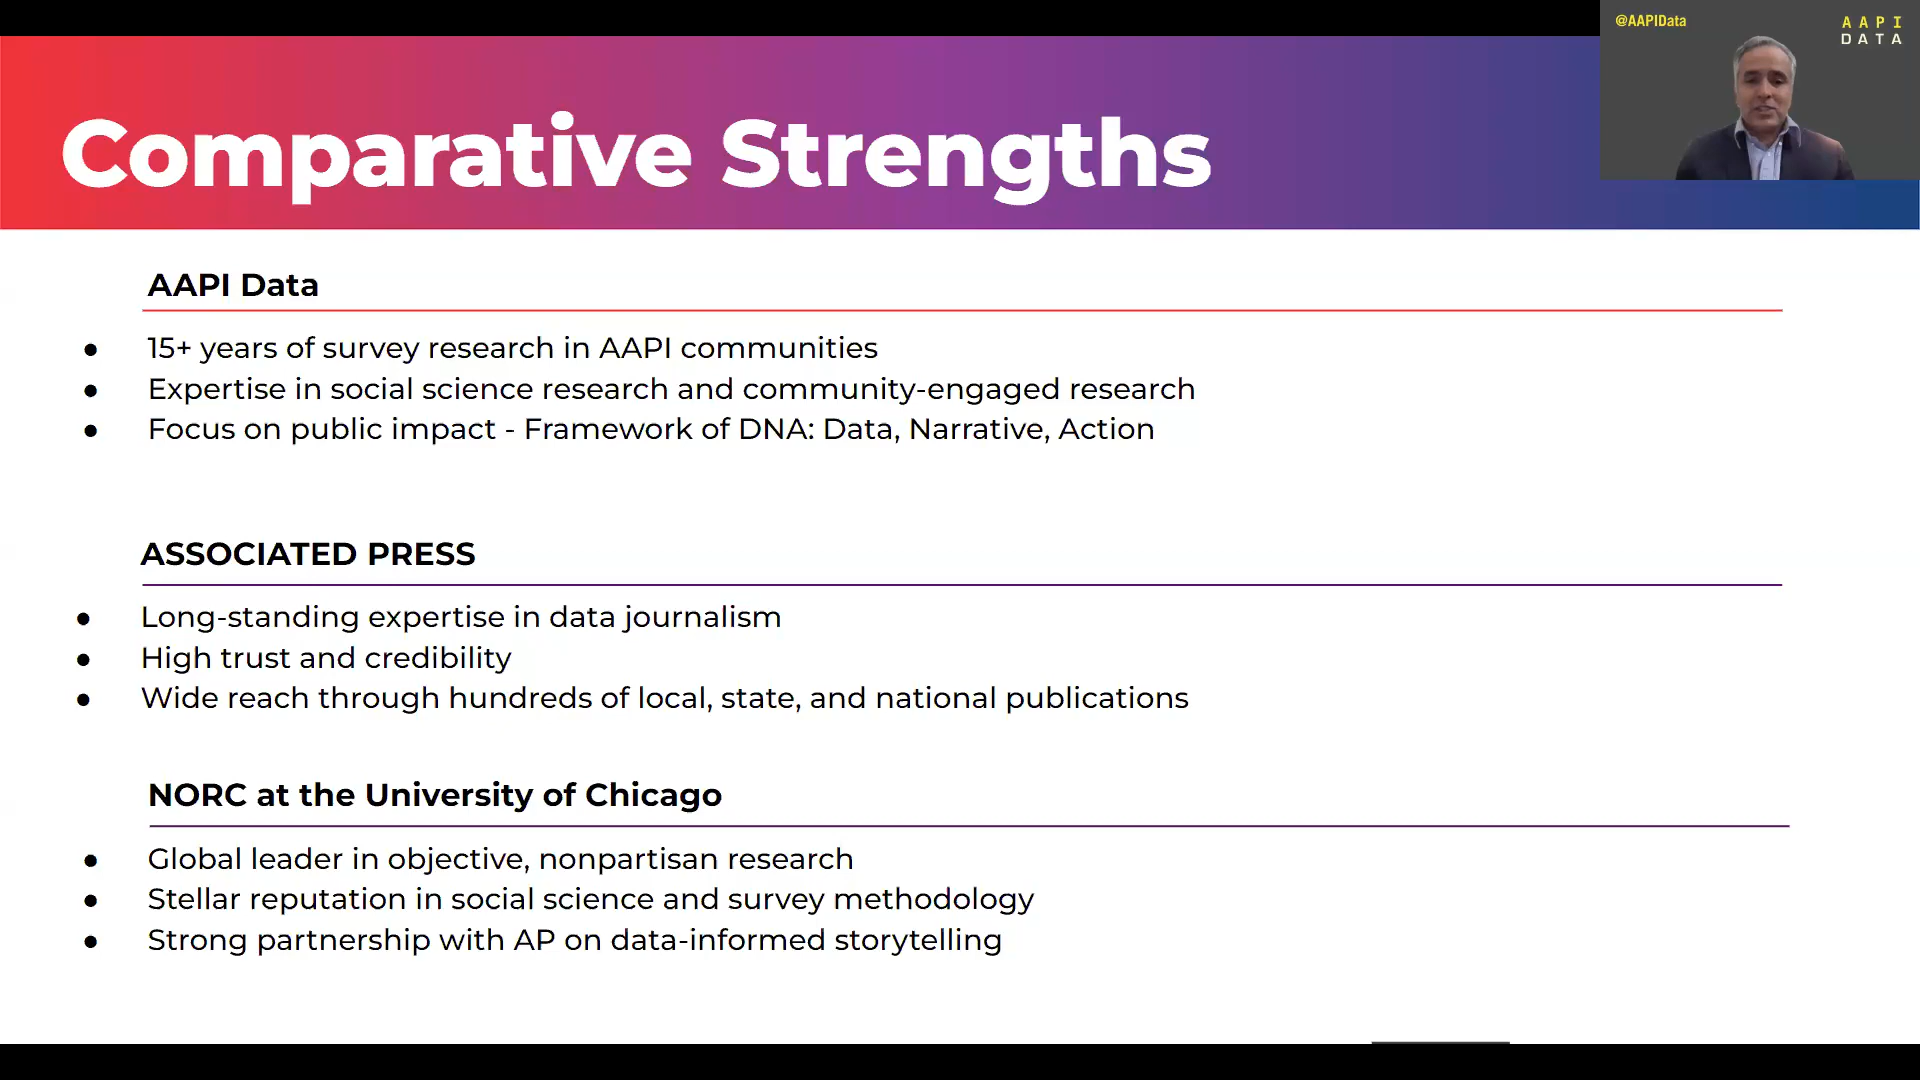 @AAPIData
AAPI
DATA
Comparative Strengths
AAPI Data
● 15+ years of survey research in AAPI communities
● Expertise in social science research and community-engaged research
● Focus on public impact - Framework of DNA: Data, Narrative, Action
ASSOCIATED PRESS
● Long-standing expertise in data journalism
● High trust and credibility
● Wide reach through hundreds of local, state, and national publications
NORC at the University of Chicago
● Global leader in objective, nonpartisan research
● Stellar reputation in social science and survey methodology
● Strong partnership with AP on data-informed storytelling